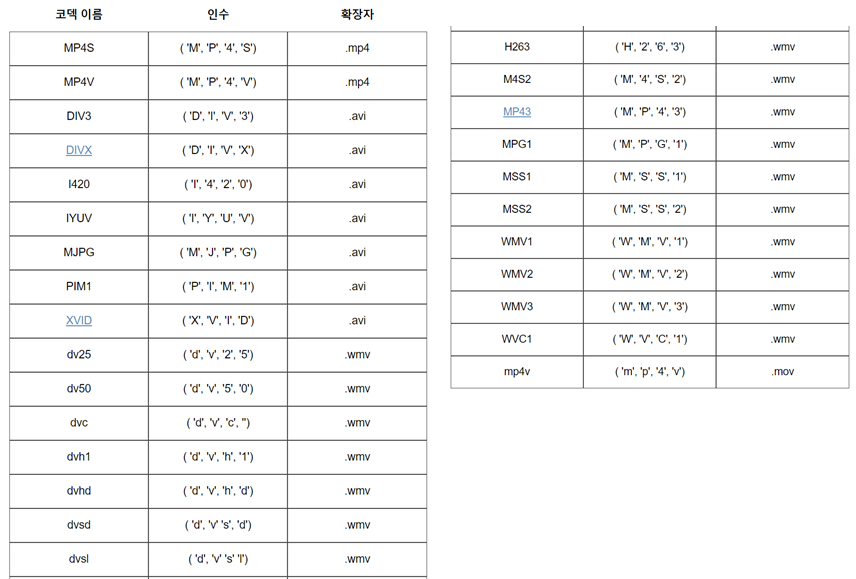 코덱 이름 인수 확장자
MP4S ( 'M', 'P', '4', 'S') .mp4
MP4V ( 'M', 'P', '4', 'V') .mp4
DIV3 ( 'D', 'I', 'V', '3') .avi
DIVX ( 'D', 'I', 'V', 'X') .avi
I420 ( 'I', '4', '2', '0') .avi
IYUV ( 'I', 'Y', 'U', 'V') .avi
MJPG ( 'M', 'J', 'P', 'G') .avi
PIM1 ( 'P', 'I', 'M', '1') .avi
XVID ( 'X', 'V', 'I', 'D') .avi
dv25 ( 'd', 'v', '2', '5') .wmv
dv50 ( 'd', 'v', '5', '0') .wmv
dvc ( 'd', 'v', 'c', '') .wmv
dvh1 ( 'd', 'v', 'h', '1') .wmv
dvhd ( 'd', 'v', 'h', 'd') .wmv
dvsd ( 'd', 'v' 's', 'd') .wmv
dvsl ( 'd', 'v' 's' 'l') .wmv
H263 ( 'H', '2', '6', '3') .wmv
M4S2 ( 'M', '4', 'S', '2') .wmv
MP43 ( 'M', 'P', '4', '3') .wmv
MPG1 ( 'M', 'P', 'G', '1') .wmv
MSS1 ( 'M', 'S', 'S', '1') .wmv
MSS2 ( 'M', 'S', 'S', '2') .wmv
WMV1 ( 'W', 'M', 'V', '1') .wmv
WMV2 ( 'W', 'M', 'V', '2') .wmv
WMV3 ( 'W', 'M', 'V', '3') .wmv
WVC1 ( 'W', 'V', 'C', '1') .wmv
mp4v ( 'm', 'p', '4', 'v') .mov